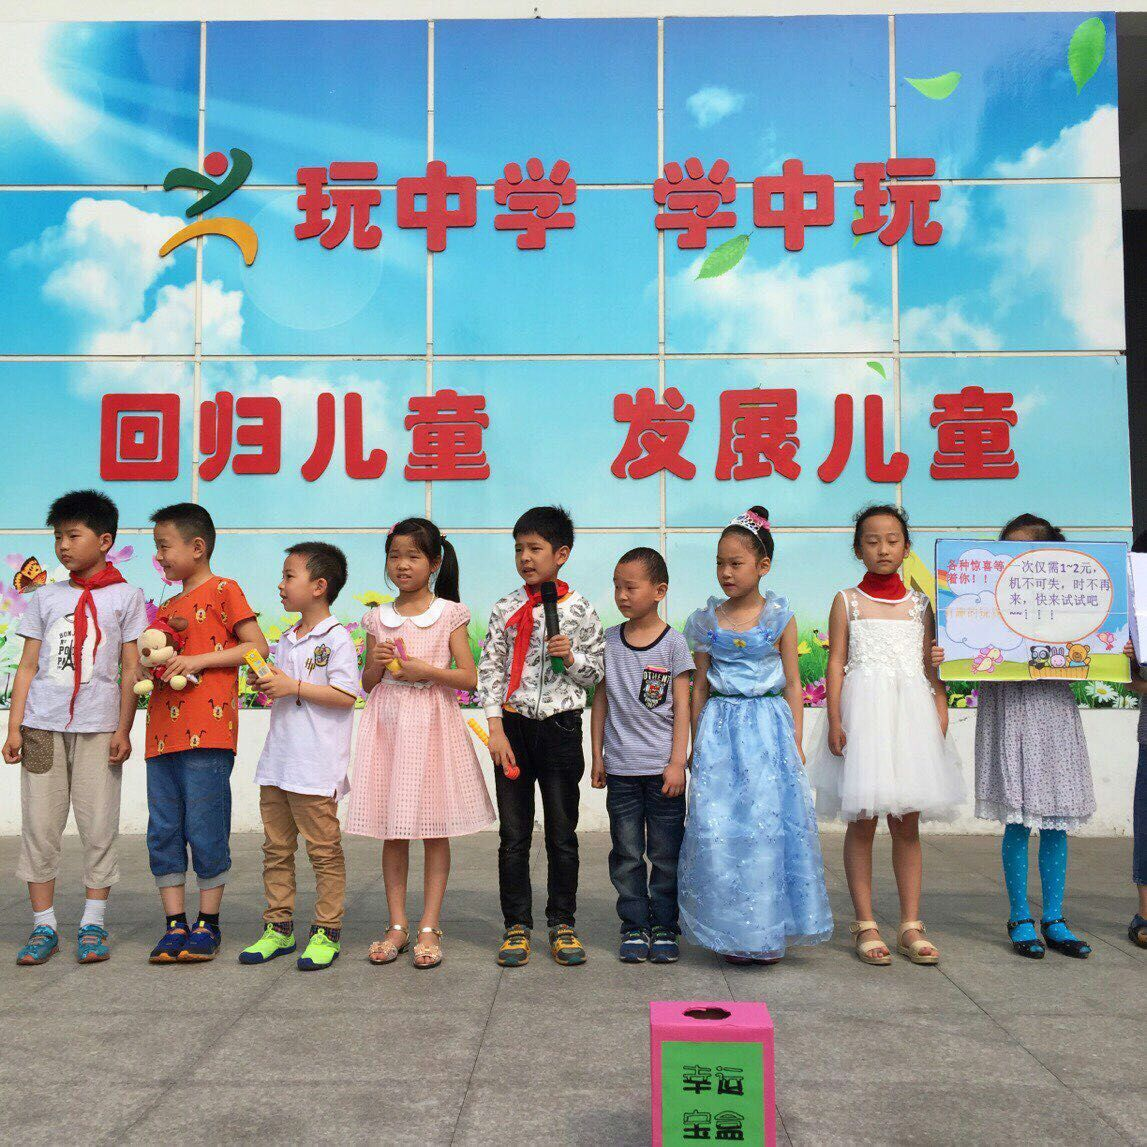 玩中学 学中玩
回归儿童 发展儿童
各种惊喜等
着你！！
一次仅需1~2元，
机不可失，时不再
来，快来试试吧
~~！！！
幸运
宝盒